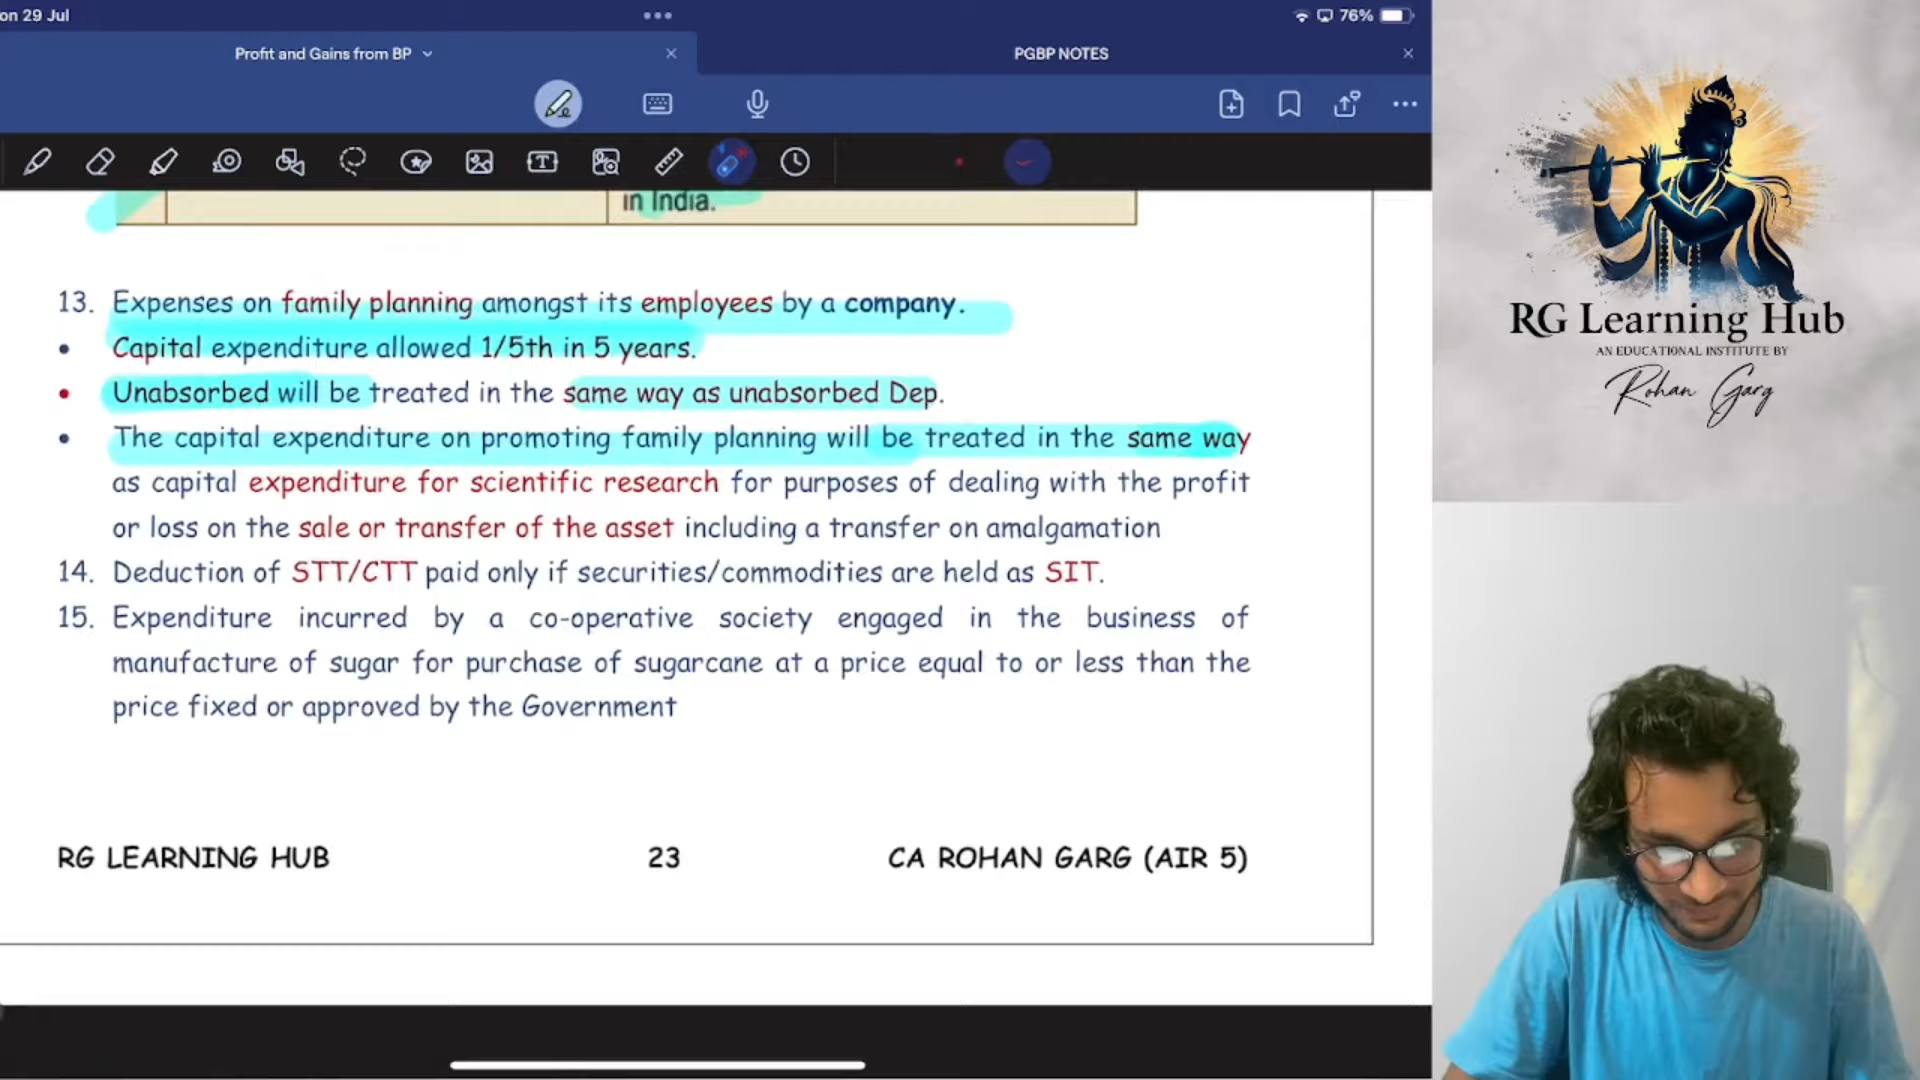 on 29 Jul
76%
Profit and Gains from BP
PGBP NOTES
in India.
13. Expenses on family planning amongst its employees by a company.
• Capital expenditure allowed 1/5th in 5 years.
• Unabsorbed will be treated in the same way as unabsorbed Dep.
• The capital expenditure on promoting family planning will be treated in the same way
as capital expenditure for scientific research for purposes of dealing with the profit
or loss on the sale or transfer of the asset including a transfer on amalgamation
14. Deduction of STT/CTT paid only if securities/commodities are held as SIT.
15. Expenditure incurred by a co-operative society engaged in the business of
manufacture of sugar for purchase of sugarcane at a price equal to or less than the
price fixed or approved by the Government
RG LEARNING HUB 23 CA ROHAN GARG (AIR 5)
RG Learning Hub
AN EDUCATIONAL INSTITUTE BY
Rohan Garg